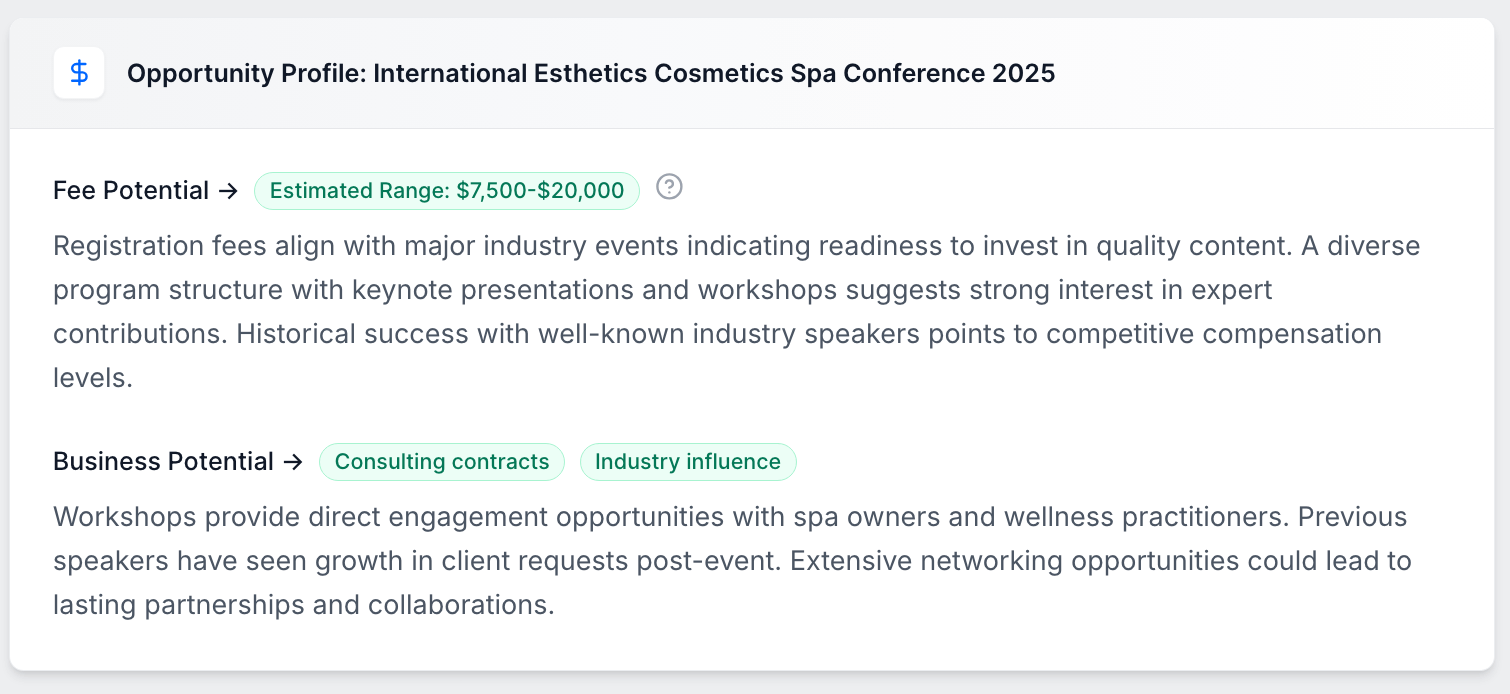 $ Opportunity Profile: International Esthetics Cosmetics Spa Conference 2025
Fee Potential → Estimated Range: $7,500-$20,000 ?
Registration fees align with major industry events indicating readiness to invest in quality content. A diverse
program structure with keynote presentations and workshops suggests strong interest in expert
contributions. Historical success with well-known industry speakers points to competitive compensation
levels.
Business Potential → Consulting contracts Industry influence
Workshops provide direct engagement opportunities with spa owners and wellness practitioners. Previous
speakers have seen growth in client requests post-event. Extensive networking opportunities could lead to
lasting partnerships and collaborations.